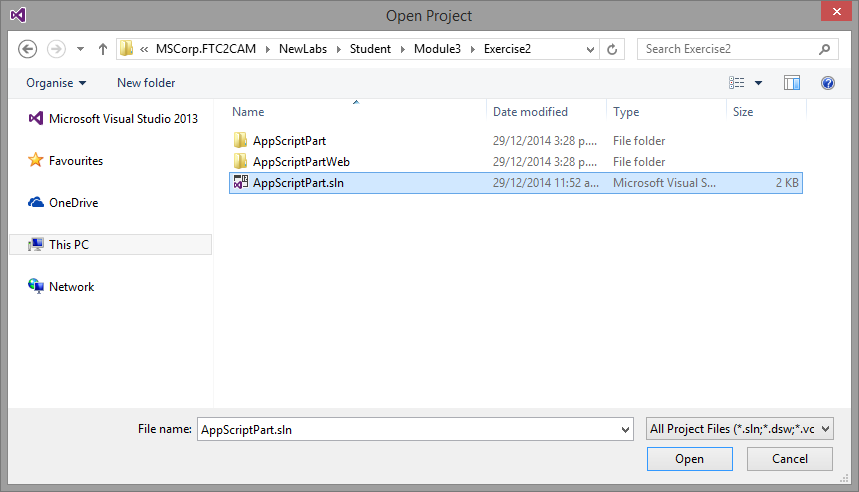 Open Project
« MSCorp.FTC2CAM NewLabs Student Module3 Exercise2 Search Exercise2
Organise New folder
Name Date modified Type Size
Microsoft Visual Studio 2013
Favourites
OneDrive
This PC
Network
AppScriptPart 29/12/2014 3:28 p.... File folder
AppScriptPartWeb 29/12/2014 3:28 p.... File folder
AppScriptPart.sln 29/12/2014 11:52 a... Microsoft Visual S... 2 KB
File name: AppScriptPart.sln All Project Files (*.sln;*.dsw;*.vc
Open Cancel